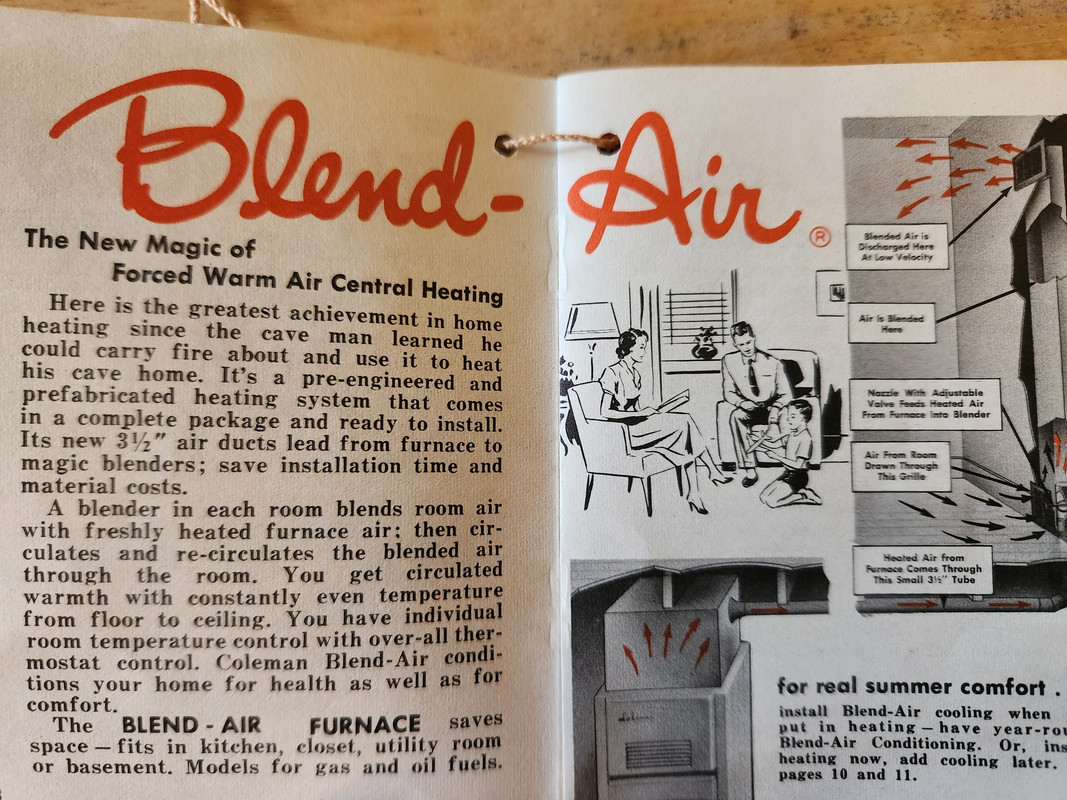 Blend-Air®
The New Magic of
Forced Warm Air Central Heating
Here is the greatest achievement in home
heating since the cave man learned he
could carry fire about and use it to heat
his cave home. It's a pre-engineered and
prefabricated heating system that comes
in a complete package and ready to install.
Its new 3½" air ducts lead from furnace to
magic blenders; save installation time and
material costs.
A blender in each room blends room air
with freshly heated furnace air; then cir-
culates and re-circulates the blended air
through the room. You get circulated
warmth with constantly even temperature
from floor to ceiling. You have individual
room temperature control with over-all ther-
mostat control. Coleman Blend-Air condi-
tions your home for health as well as for
comfort.
The BLEND-AIR FURNACE saves
space—fits in kitchen, closet, utility room
or basement. Models for gas and oil fuels.
Blended Air is
Discharged Here
At Low Velocity
Air Is Blended
Here
Nozzle With Adjustable
Valve Feeds Heated Air
From Furnace Into Blender
Air From Room
Drawn Through
This Grille
Heated Air from
Furnace Comes Through
This Small 3½" Tube
for real summer comfort .
install Blend-Air cooling when
put in heating—have year-rou
Blend-Air Conditioning. Or, ins
heating now, add cooling later.
pages 10 and 11.